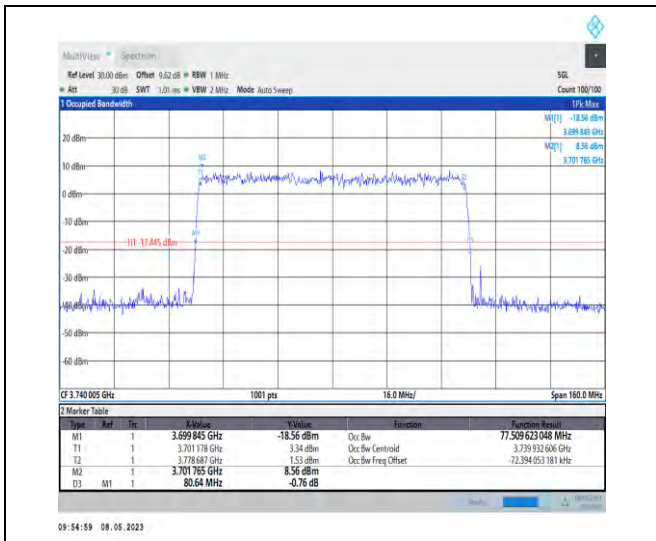 MultiView Spectrum
Ref Level 30.00 dBm Offset 9.62 dB RBW 1 MHz SGL
Att 30 dB SWT 1.01 ms VBW 2 MHz Mode Auto Sweep Count 100/100
1 Occupied Bandwidth 1Pk Max
M1[1] -18.56 dBm
3.699 845 GHz
M2[1] 8.56 dBm
3.701 765 GHz
20 dBm
10 dBm
M2
0 dBm
-10 dBm
M1
H1 -17.445 dBm
-20 dBm
-30 dBm
-40 dBm
-50 dBm
-60 dBm
CF 3.740 005 GHz 1001 pts 16.0 MHz/ Span 160.0 MHz
2 Marker Table
Type Ref Trc X-Value Y-Value Function Function Result
M1 1 3.699 845 GHz -18.56 dBm Occ Bw 77.509 623 048 MHz
T1 1 3.701 178 GHz 3.34 dBm Occ Bw Centroid 3.739 932 606 GHz
T2 1 3.778 687 GHz 1.53 dBm Occ Bw Freq Offset -72.394 053 181 kHz
M2 1 3.701 765 GHz 8.56 dBm
D3 M1 1 80.64 MHz -0.76 dB
09:54:59 08.05.2023